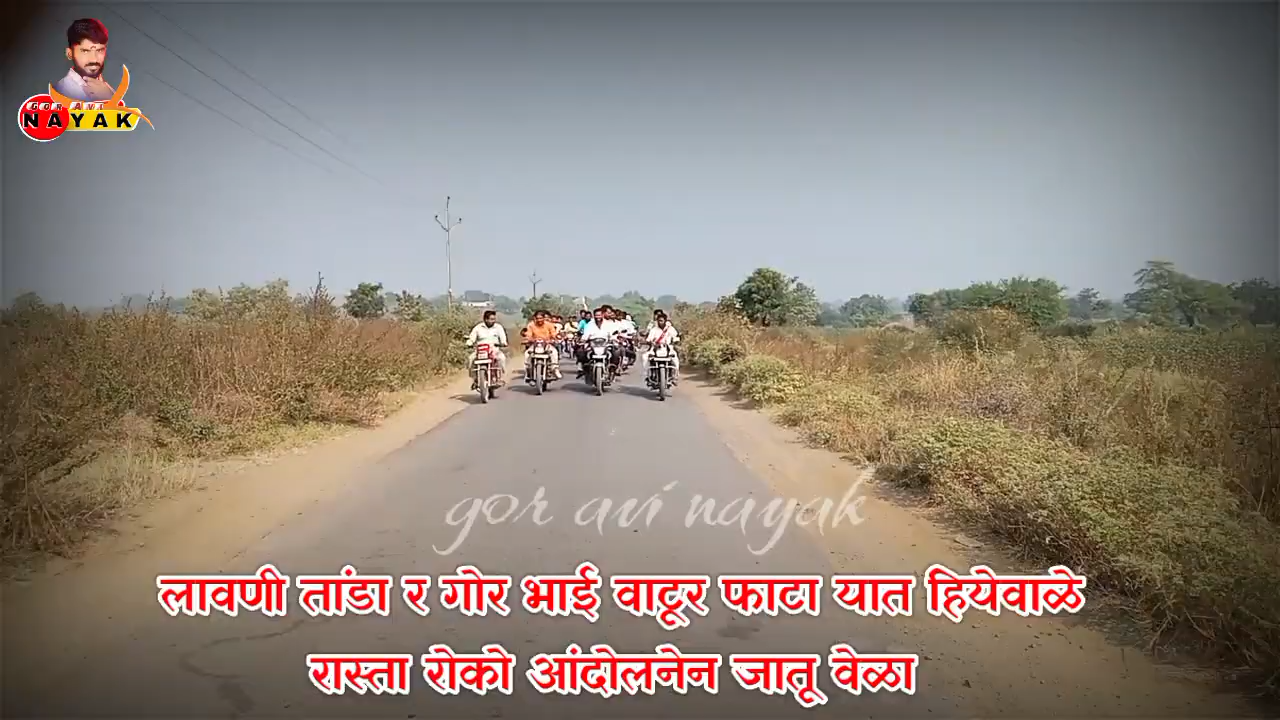 GOR AVI
NAYAK
gor avi nayak
लावणी तांडा र गोर भाई वाटूर फाटा यात हियेवाळे
रास्ता रोको आंदोलनेन जातू वेळा